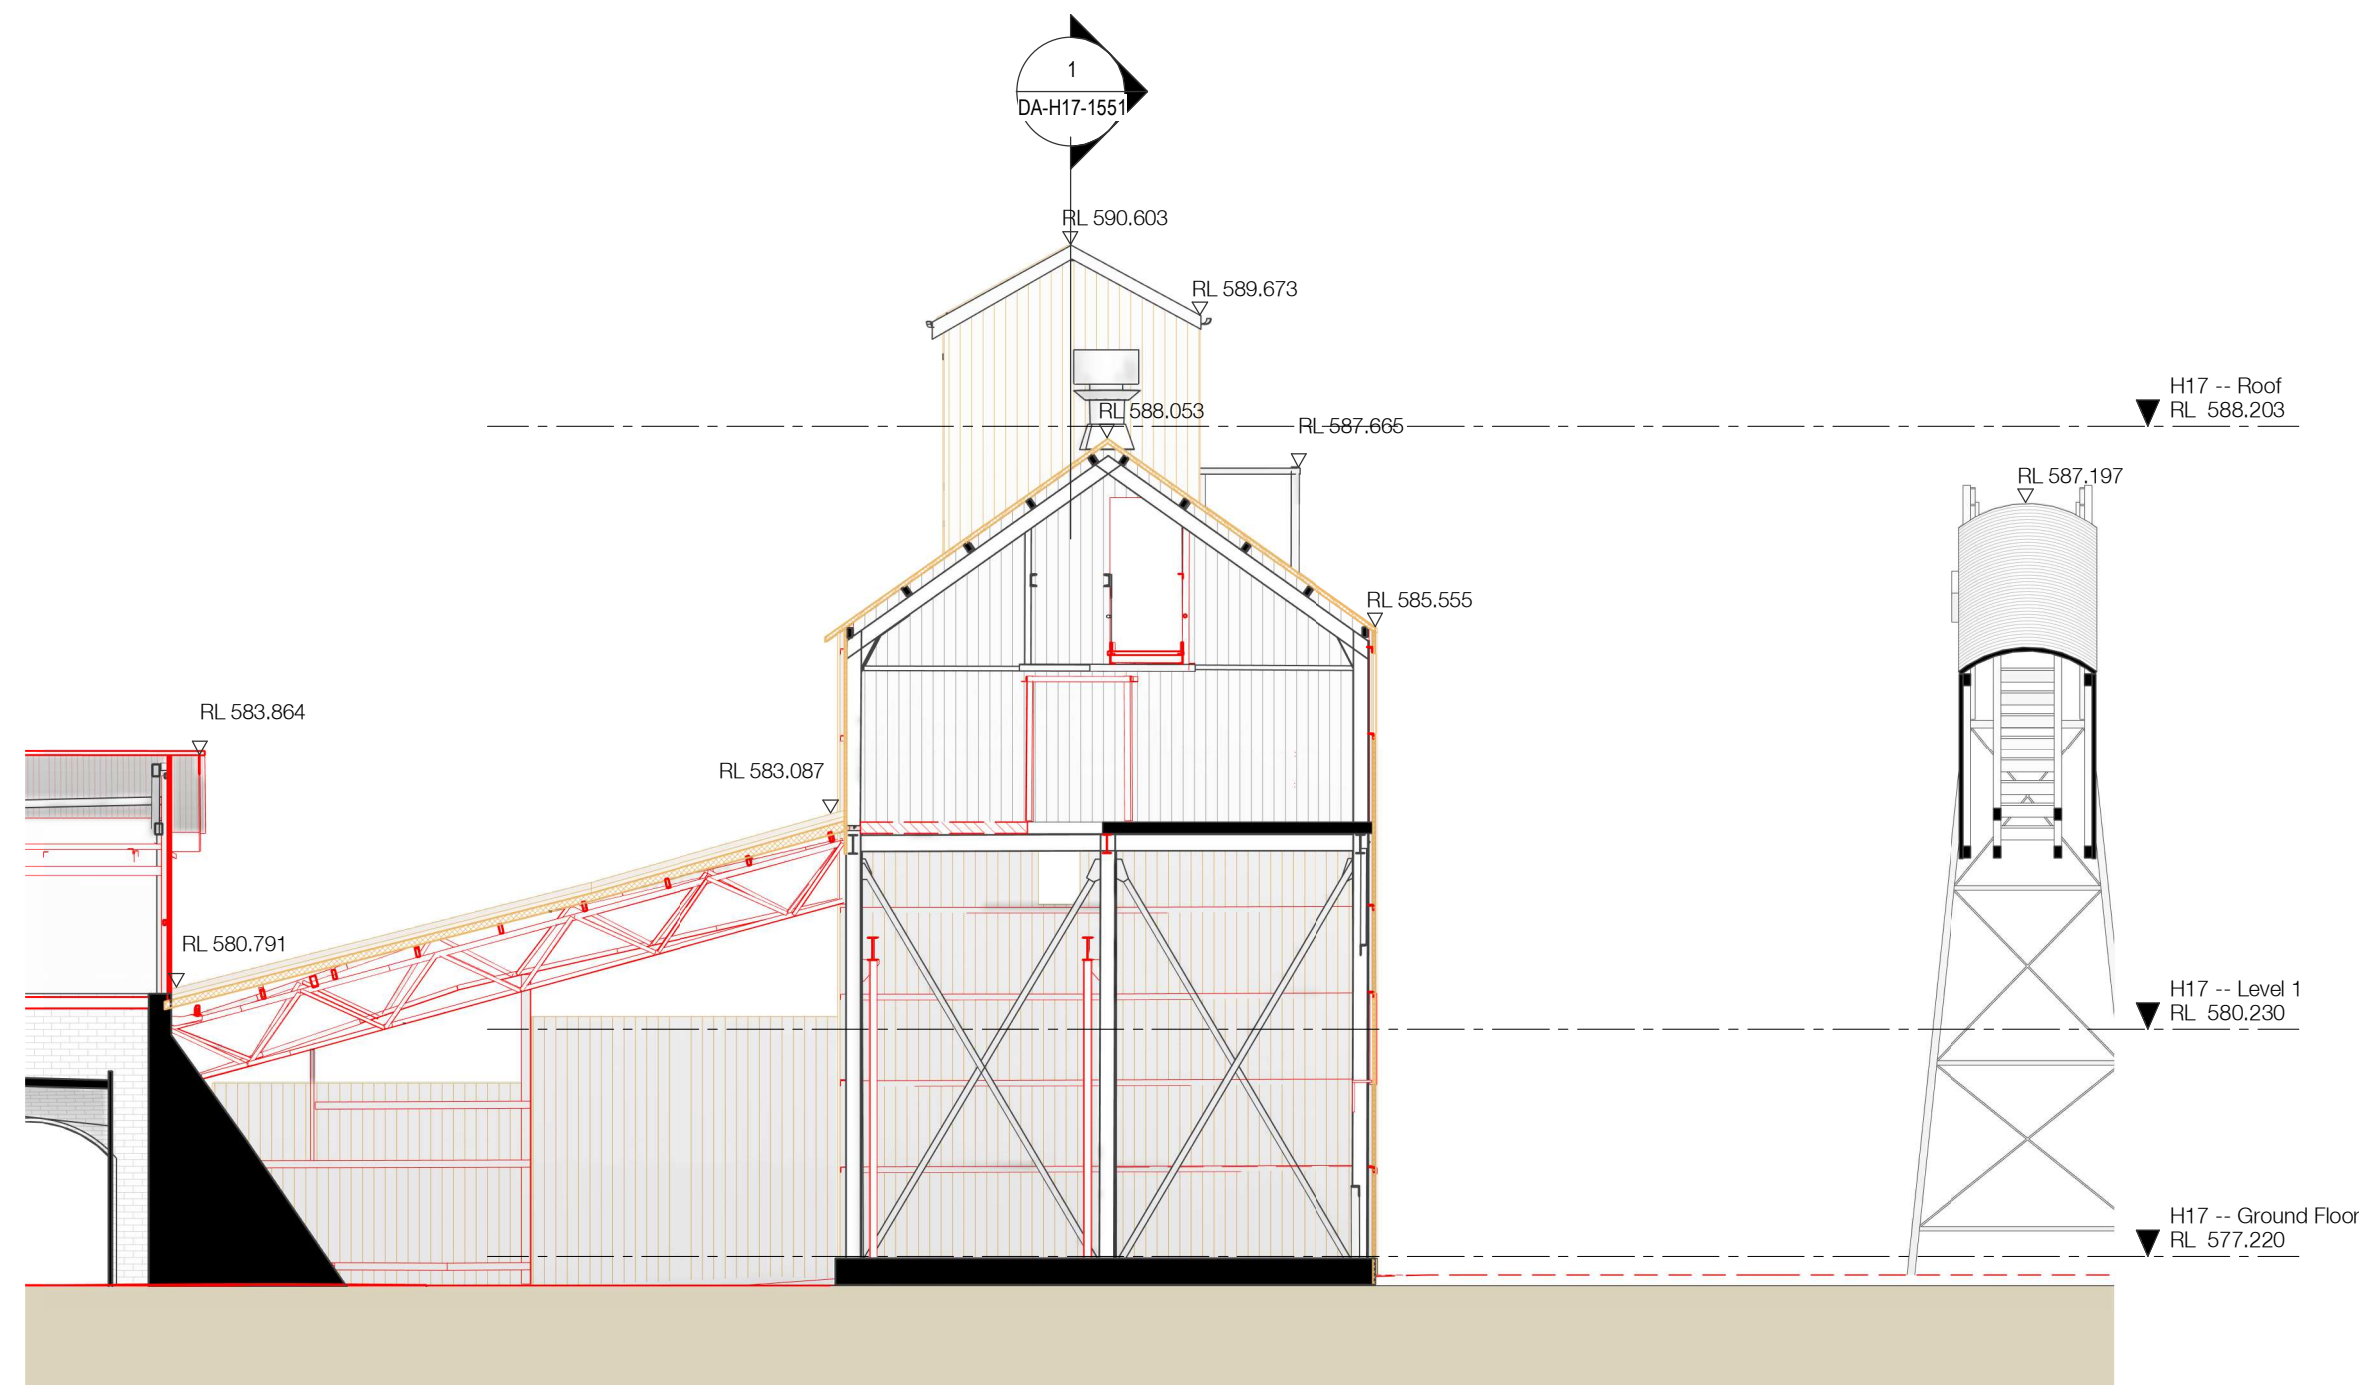 1
DA-H17-1551
RL 590.603
RL 589.673
H17 -- Roof
RL 588.203
RL 588.053
RL 587.665
RL 587.197
RL 585.555
RL 583.864
RL 583.087
RL 580.791
H17 -- Level 1
RL 580.230
H17 -- Ground Floor
RL 577.220